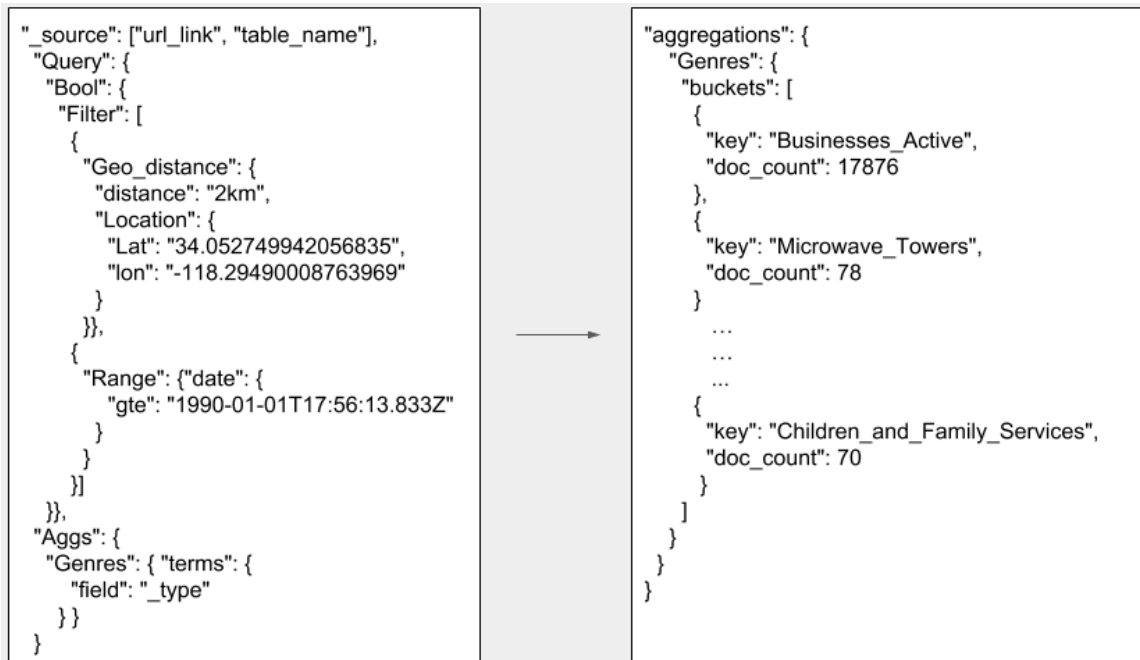 "_source": ["url_link", "table_name"],
"Query": {
"Bool": {
"Filter": [
{
"Geo_distance": {
"distance": "2km",
"Location": {
"Lat": "34.052749942056835",
"lon": "-118.29490008763969"
}
}},
{
"Range": {"date": {
"gte": "1990-01-01T17:56:13.833Z"
}
}
}]
}},
"Aggs": {
"Genres": { "terms": {
"field": "_type"
} }
}
"aggregations": {
"Genres": {
"buckets": [
{
"key": "Businesses_Active",
"doc_count": 17876
},
{
"key": "Microwave_Towers",
"doc_count": 78
}
…
…
...
{
"key": "Children_and_Family_Services",
"doc_count": 70
}
]
}
}
}